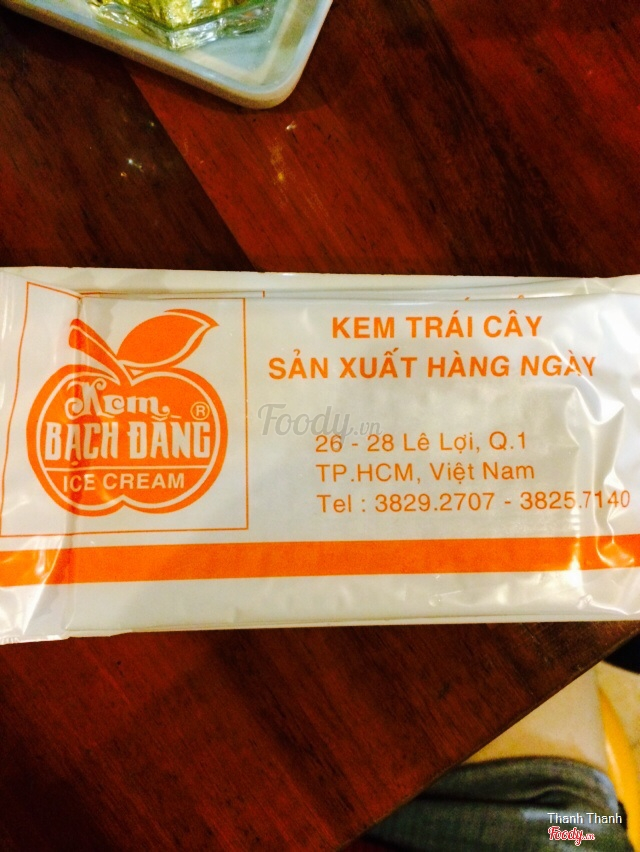 KEM TRÁI CÂY
SẢN XUẤT HÀNG NGÀY
Kem
BẠCH ĐẰNG ®
ICE CREAM
Foody.vn
26 - 28 Lê Lợi, Q.1
TP.HCM, Việt Nam
Tel : 3829.2707 - 3825.7140
Thanh Thanh
Foody.vn